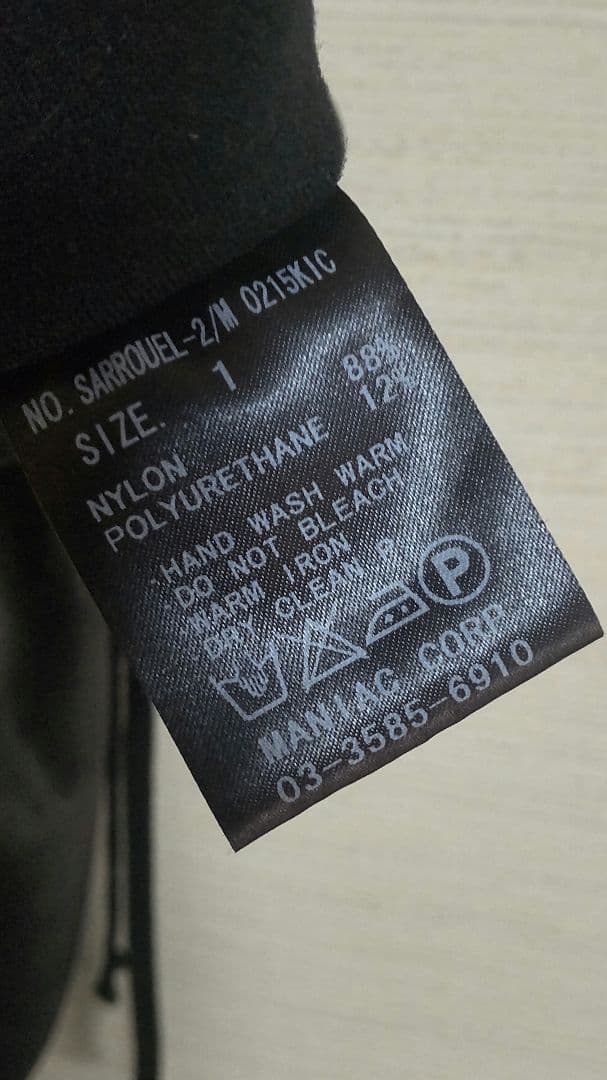 NO. SARROUEL-2/M 0215KIC
SIZE. 1
NYLON 88%
POLYURETHANE 12%
·HAND WASH WARM
·DO NOT BLEACH
·WARM IRON
·DRY CLEAN P
P
MANIAC CORP.
03-3585-6910